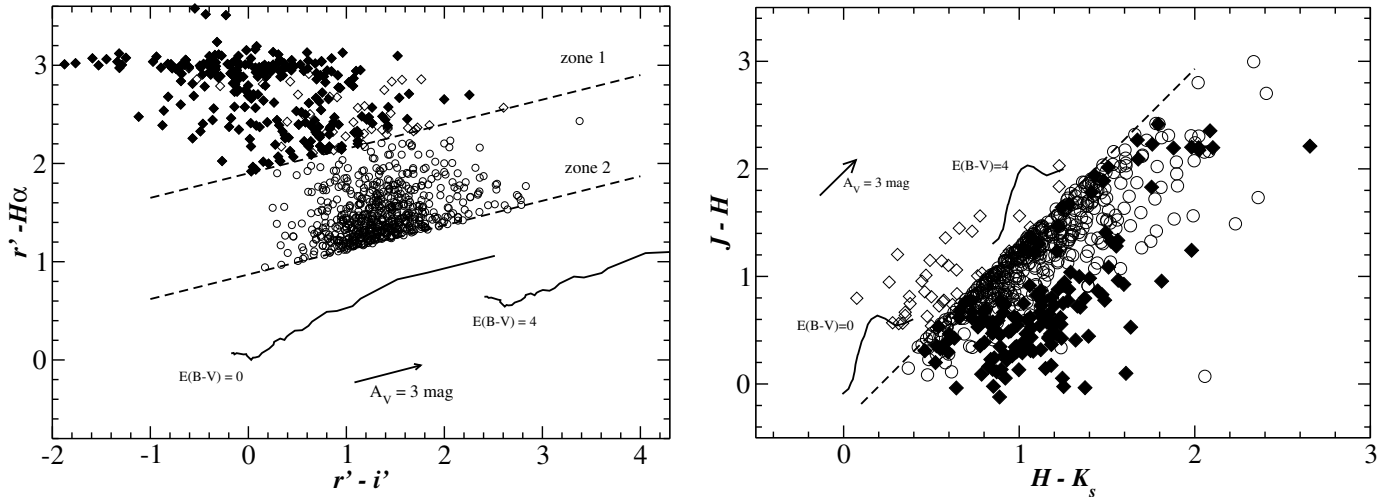 4
3
2
1
0
-2
-1
0
1
2
3
4
r' - i'
r' -Hα
zone 1
zone 2
E(B-V) = 0
E(B-V) = 4
A_V = 3 mag
3
2
1
0
0
1
2
3
H - K_s
J - H
E(B-V)=4
A_V = 3 mag
E(B-V)=0